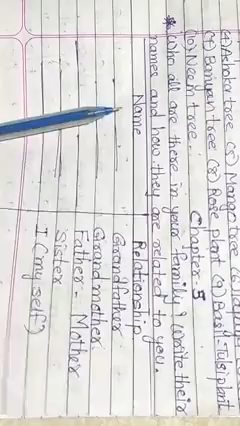 (4) Ashoka tree (5) Mango tree (6)
(7) Banyan tree (8) Rose plant (9) Basil-Tulsi plant
(10) Neem tree.
Chapter-5
* Who all are there in your family? Write their
names and how they are related to you.
Name Relationship
Grandfather
Grandmother
Father - Mother
Sister
I (my self)